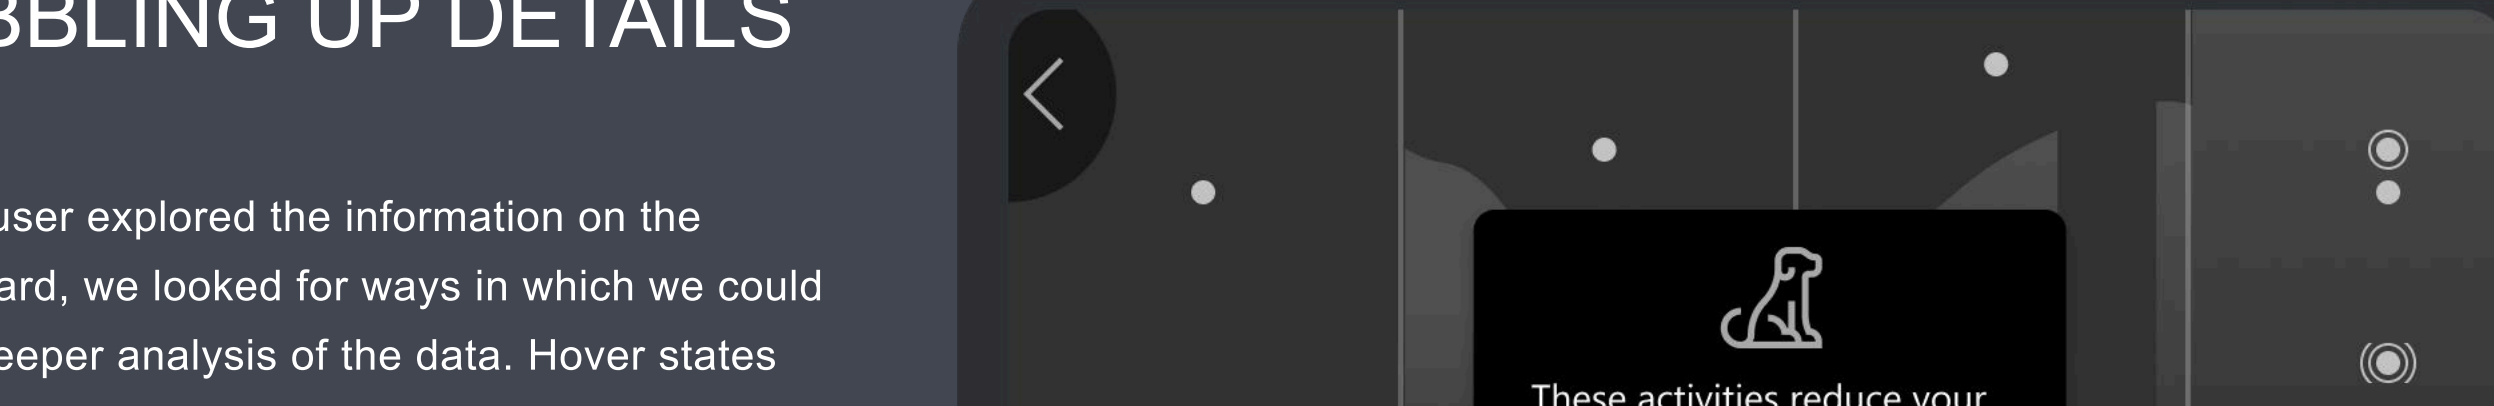 BBLING UP DETAILS
user explored the information on the
ard, we looked for ways in which we could
eeper analysis of the data. Hover states
These activities reduce your